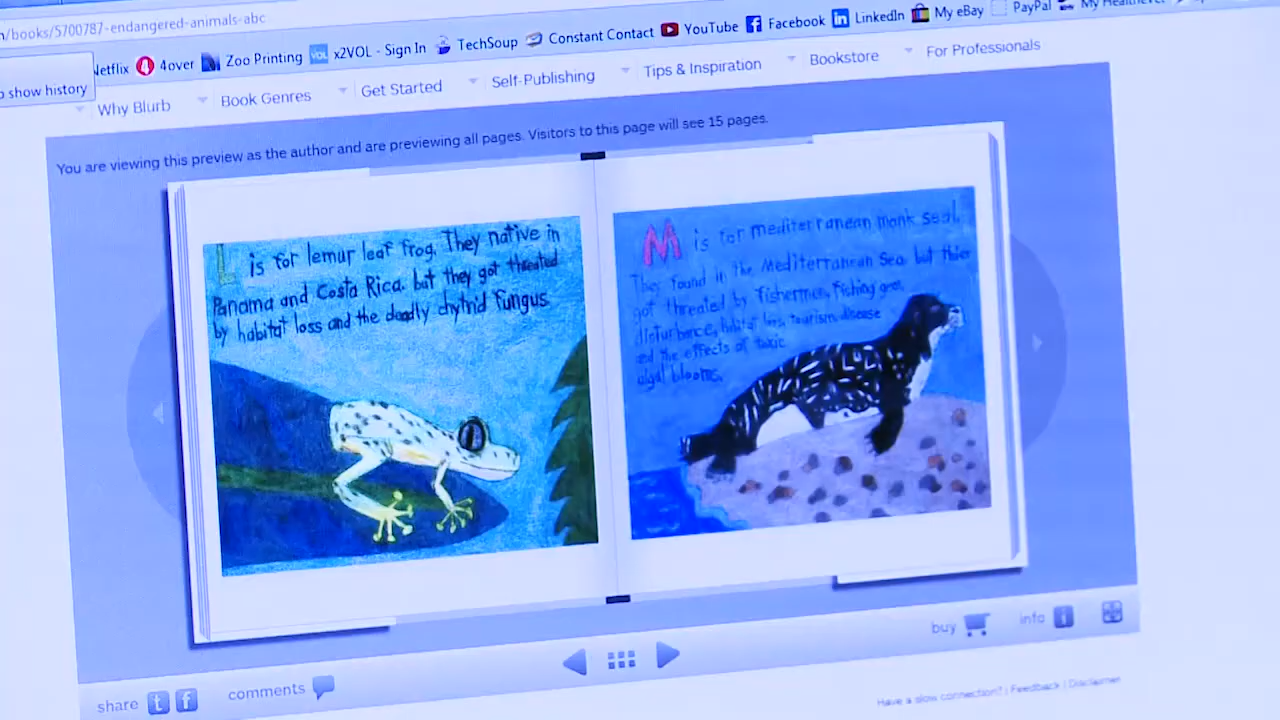 n/books/5700787-endangered-animals-abc
Netflix 4over Zoo Printing VOL x2VOL - Sign In TechSoup Constant Contact YouTube Facebook LinkedIn My eBay PayPal
o show history
Why Blurb Book Genres Get Started Self-Publishing Tips & Inspiration Bookstore For Professionals
You are viewing this preview as the author and are previewing all pages. Visitors to this page will see 15 pages.
L is for lemur leaf frog. They native in
Panama and Costa Rica. but they got threated
by habitat loss and the deadly chytrid fungus
M is for mediterranean monk seal.
They found in the Mediterranean Sea but thier
got threated by fishermen, fishing gear,
disturbance, habitat loss, tourism, disease
and the effects of toxic
algal blooms.
buy info i
share t f comments
Have a slow connection? | Feedback | Disclaimer